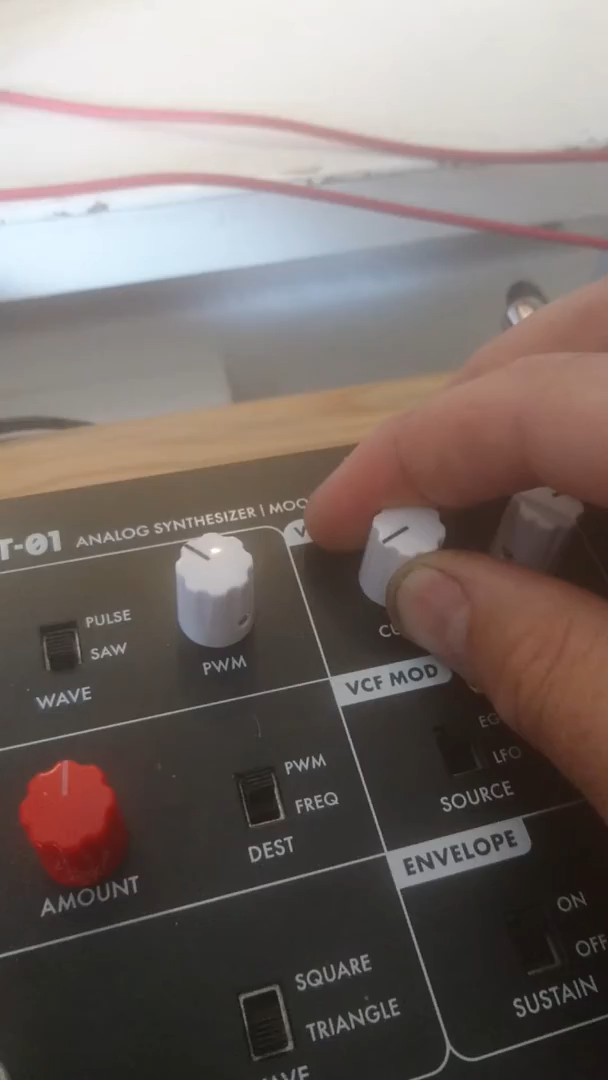 T-01 ANALOG SYNTHESIZER |
PULSE
SAW
WAVE
PWM
VCF MOD
EG
LFO
SOURCE
AMOUNT
PWM
FREQ
DEST
ENVELOPE
ON
OFF
SUSTAIN
SQUARE
TRIANGLE